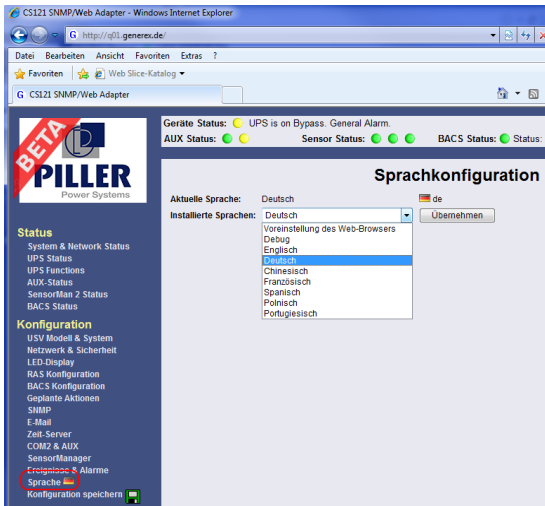 CS121 SNMP/Web Adapter - Windows Internet Explorer
G http://q01.generex.de/
Datei Bearbeiten Ansicht Favoriten Extras ?
Favoriten Web Slice-Katalog
G CS121 SNMP/Web Adapter
BETA
PILLER
Power Systems
Geräte Status: UPS is on Bypass. General Alarm.
AUX Status: Sensor Status: BACS Status: Status:
Sprachkonfiguration
Aktuelle Sprache: Deutsch de
Installierte Sprachen: Deutsch Übernehmen
Voreinstellung des Web-Browsers
Debug
Englisch
Deutsch
Chinesisch
Französisch
Spanisch
Polnisch
Portugiesisch
Status
System & Network Status
UPS Status
UPS Functions
AUX-Status
SensorMan 2 Status
BACS Status
Konfiguration
USV Modell & System
Netzwerk & Sicherheit
LED-Display
RAS Konfiguration
BACS Konfiguration
Geplante Aktionen
SNMP
E-Mail
Zeit-Server
COM2 & AUX
SensorManager
Ereignisse & Alarme
Sprache
Konfiguration speichern